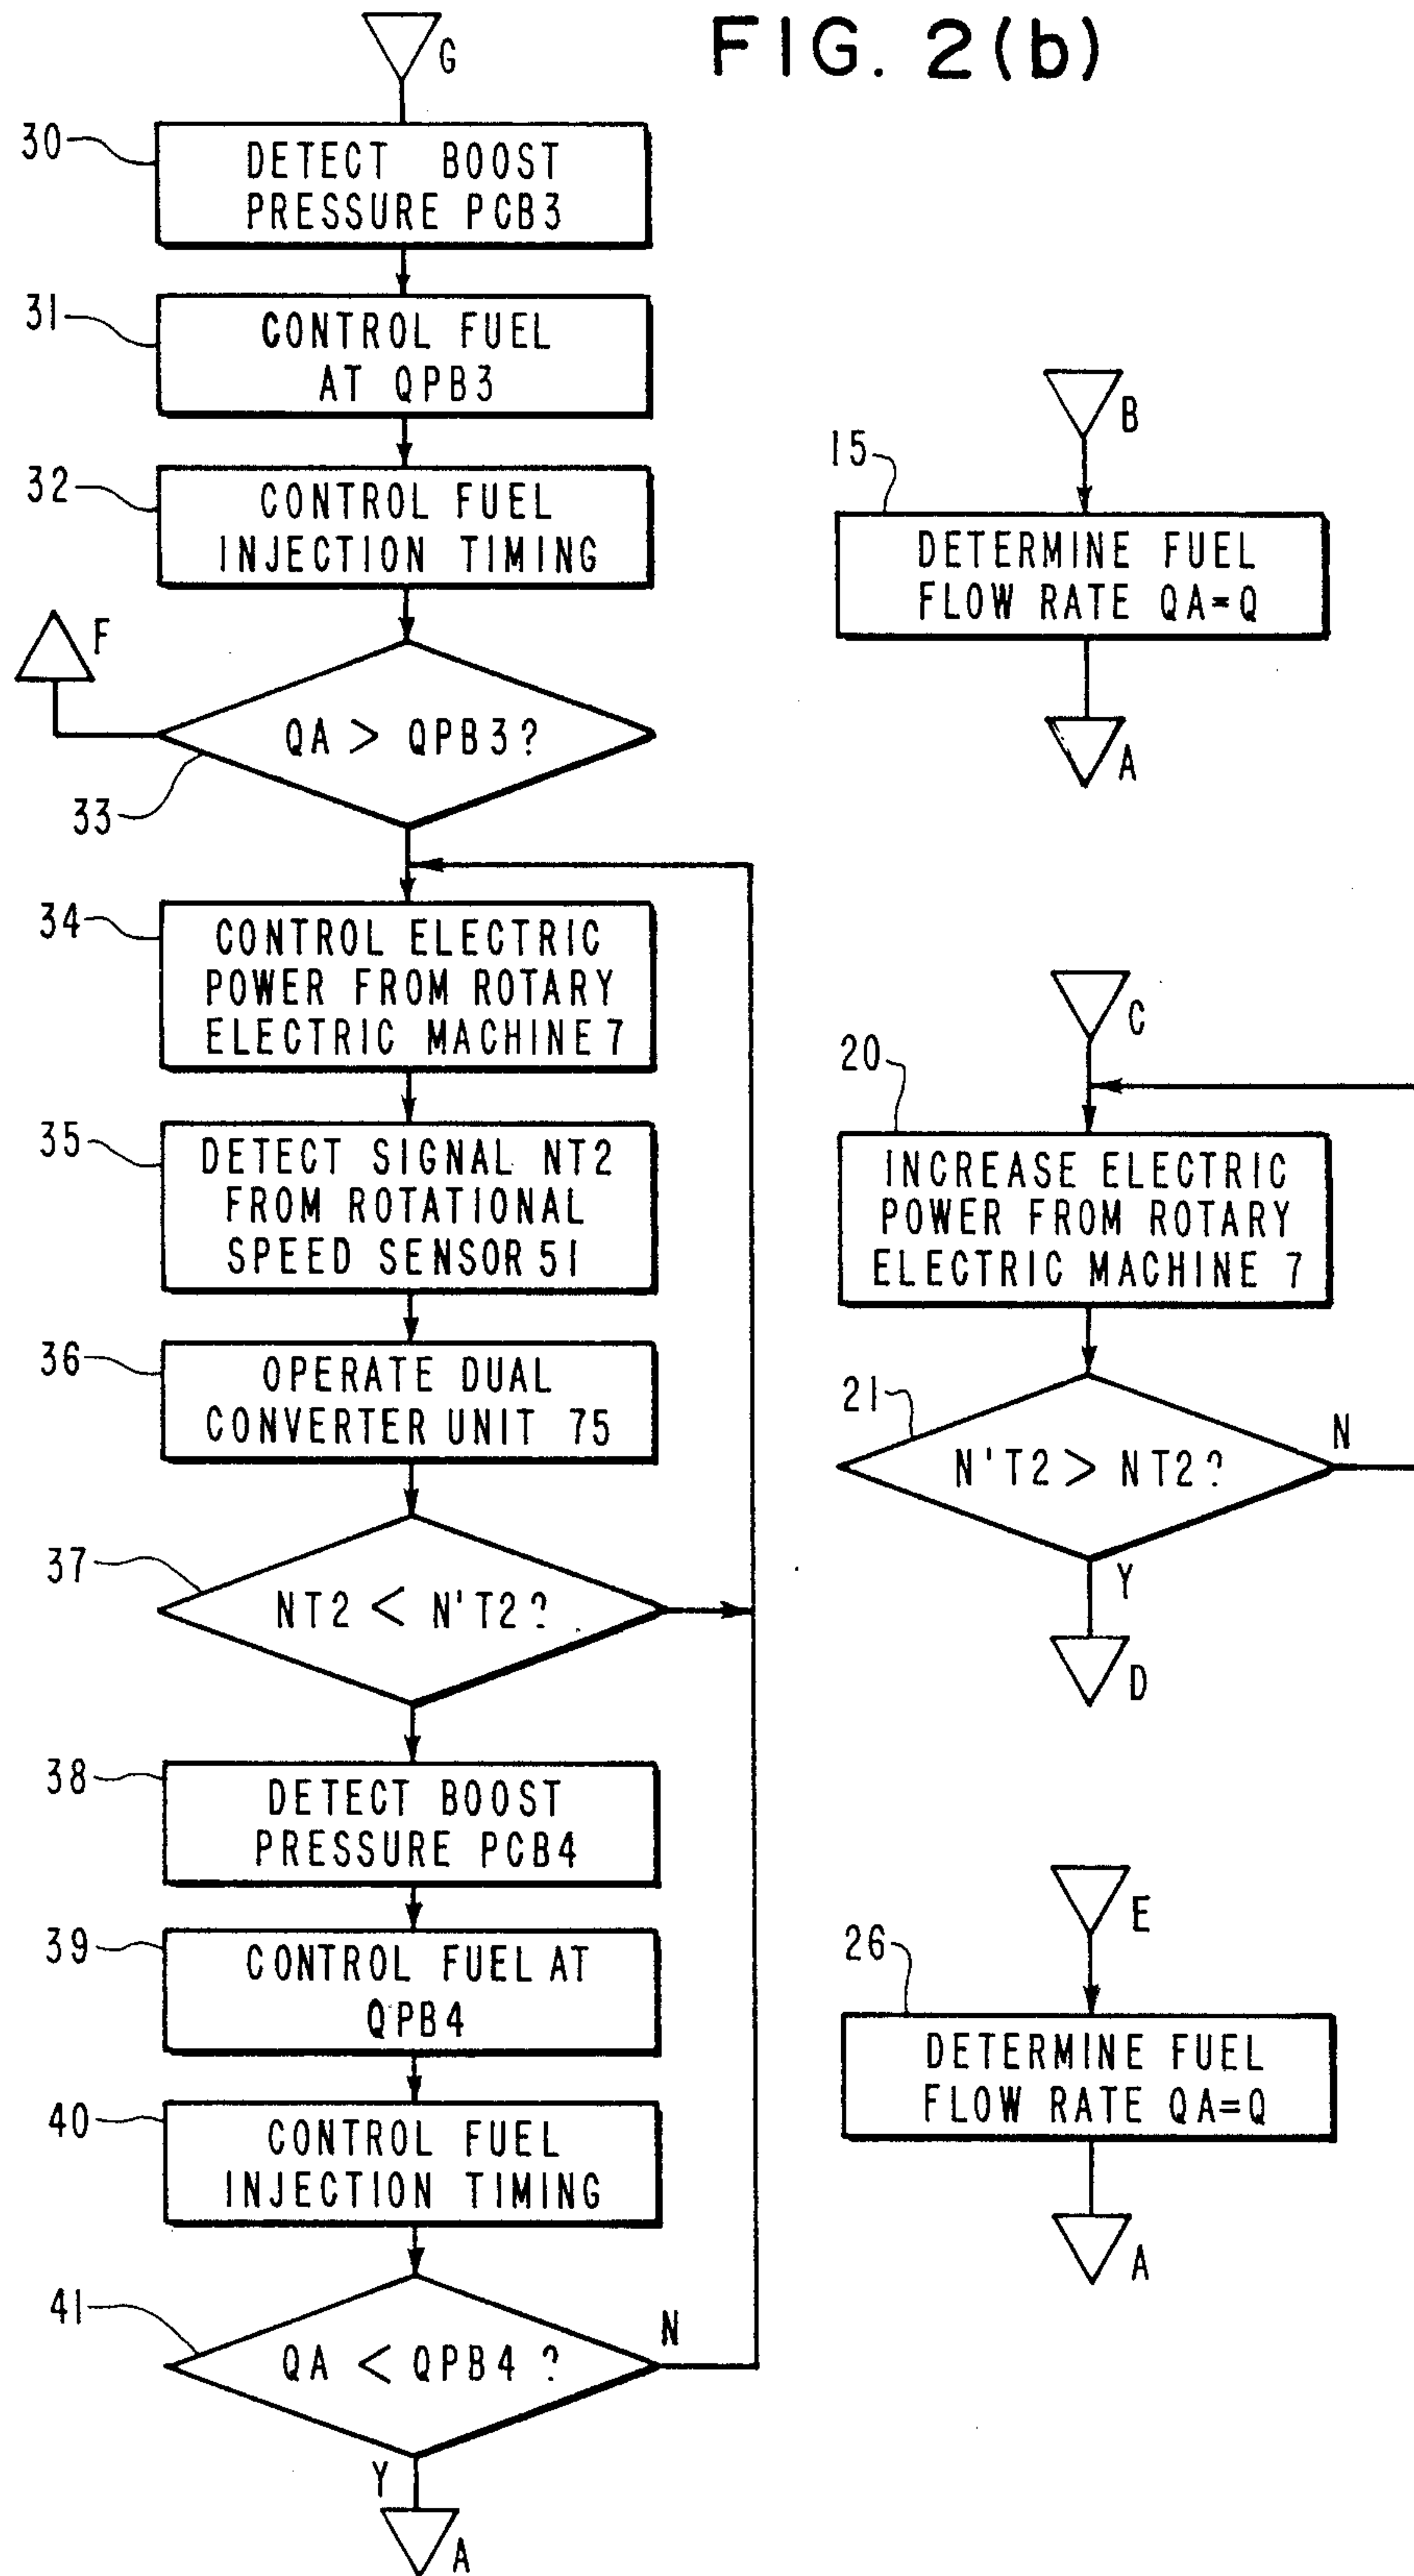 FIG. 2(b)
G
30
DETECT BOOST
PRESSURE PCB3
31
CONTROL FUEL
AT QPB3
32
CONTROL FUEL
INJECTION TIMING
F
QA > QPB3?
33
34
CONTROL ELECTRIC
POWER FROM ROTARY
ELECTRIC MACHINE 7
35
DETECT SIGNAL NT2
FROM ROTATIONAL
SPEED SENSOR 51
36
OPERATE DUAL
CONVERTER UNIT 75
37
NT2 < N'T2?
38
DETECT BOOST
PRESSURE PCB4
39
CONTROL FUEL AT
QPB4
40
CONTROL FUEL
INJECTION TIMING
41
QA < QPB4 ?
N
Y
A
B
15
DETERMINE FUEL
FLOW RATE QA=Q
A
C
20
INCREASE ELECTRIC
POWER FROM ROTARY
ELECTRIC MACHINE 7
21
N'T2 > NT2?
N
Y
D
E
26
DETERMINE FUEL
FLOW RATE QA=Q
A